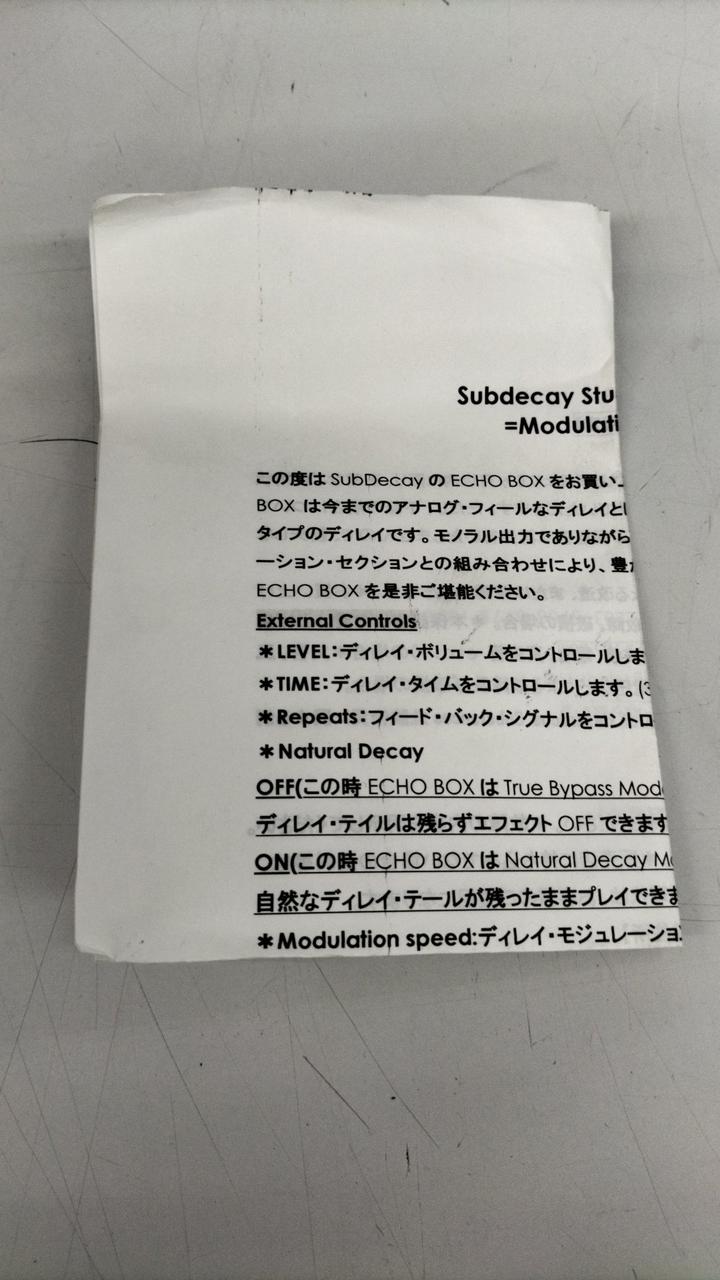 Subdecay Stu
=Modulati
この度は SubDecay の ECHO BOX をお買い
BOX は今までのアナログ・フィールなディレイと
タイプのディレイです。モノラル出力でありながら
ーション・セクションとの組み合わせにより、豊
ECHO BOX を是非ご堪能ください。
External Controls
＊LEVEL:ディレイ・ボリュームをコントロールしま
＊TIME:ディレイ・タイムをコントロールします。(3
＊Repeats:フィード・バック・シグナルをコントロ
＊Natural Decay
OFF(この時 ECHO BOX は True Bypass Mod
ディレイ・テイルは残らずエフェクト OFF できます
ON(この時 ECHO BOX は Natural Decay M
自然なディレイ・テールが残ったままプレイできま
＊Modulation speed:ディレイ・モジュレーショ